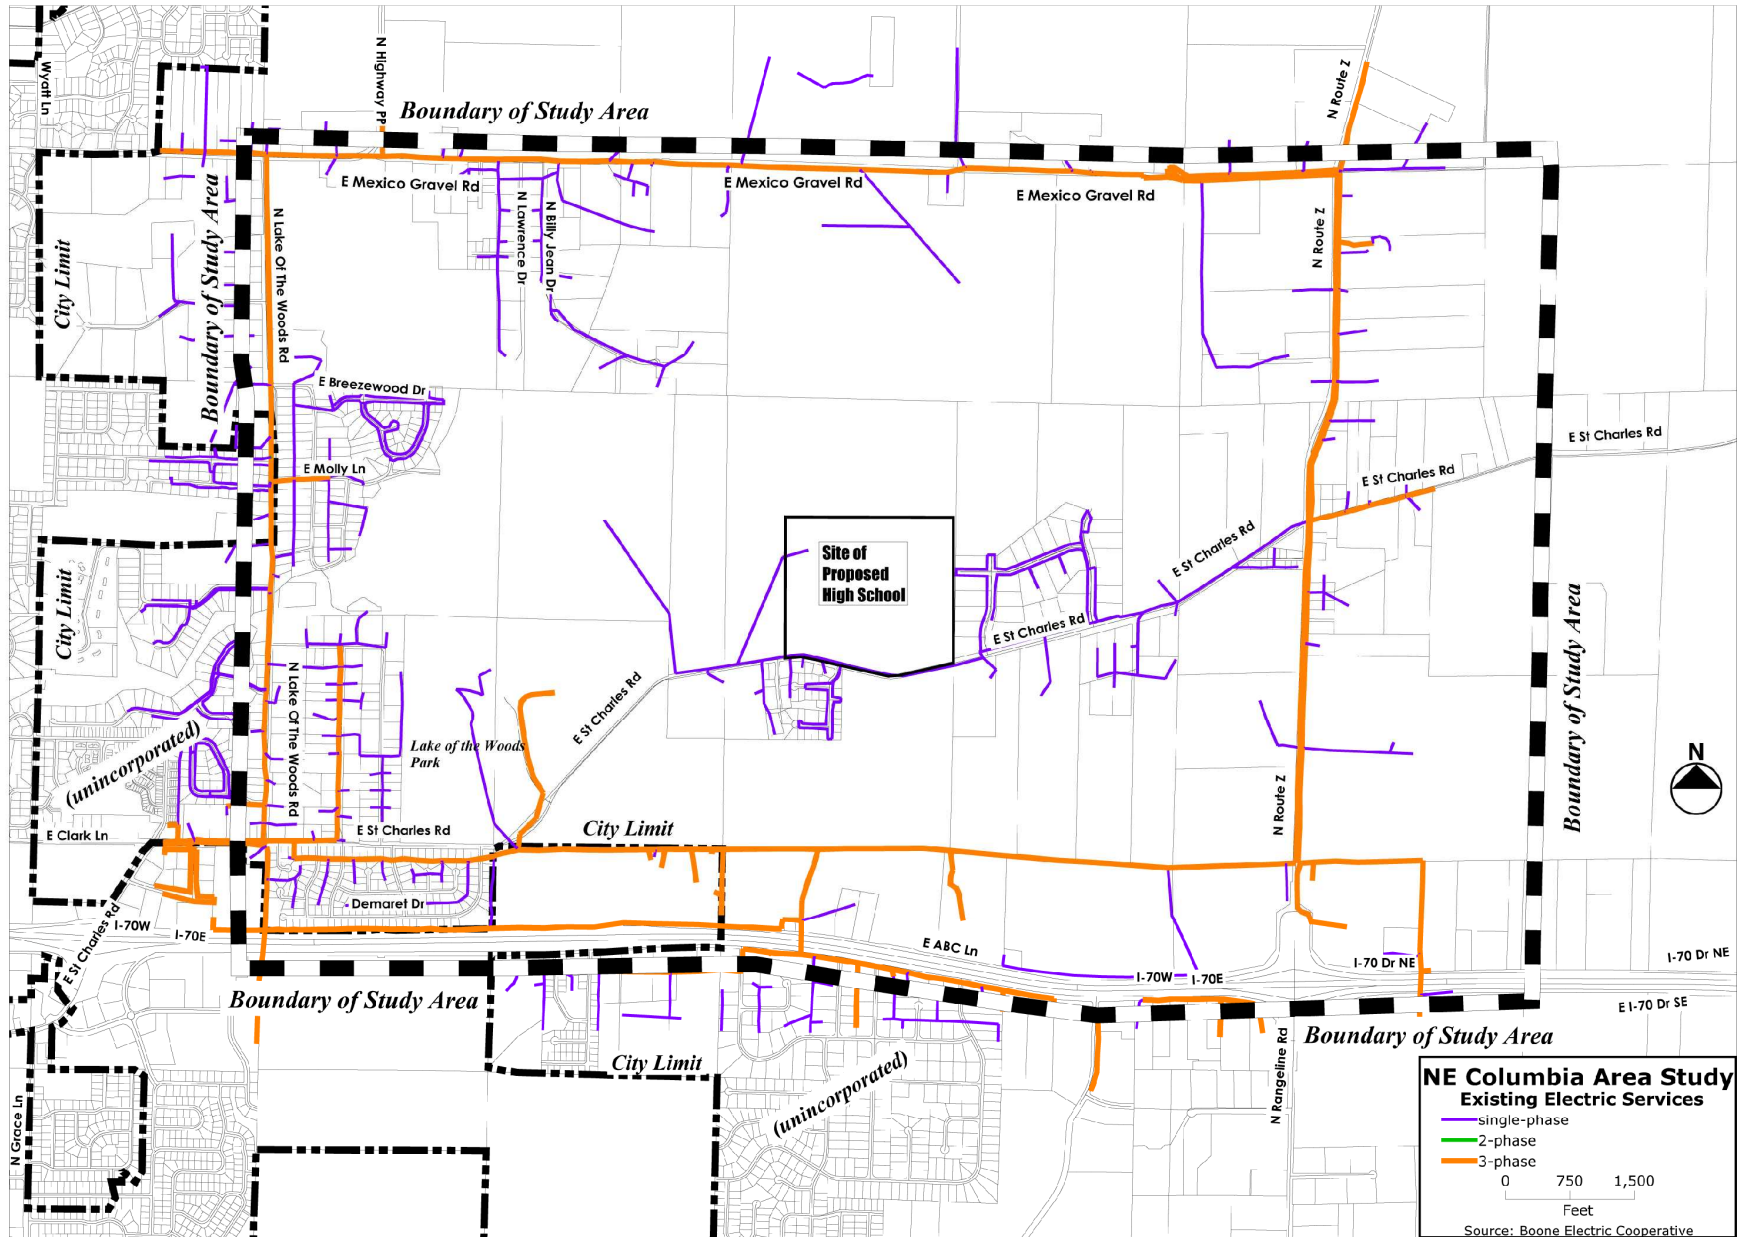 Wyatt Ln
N Highway PP
Boundary of Study Area
N Route Z
E Mexico Gravel Rd
E Mexico Gravel Rd
E Mexico Gravel Rd
City Limit
Boundary of Study Area
N Lake Of The Woods Rd
N Lawrence Dr
N Billy Jean Dr
N Route Z
E Breezewood Dr
E Molly Ln
E St Charles Rd
E St Charles Rd
E St Charles Rd
Site of
Proposed
High School
City Limit
E St Charles Rd
Boundary of Study Area
N Lake Of The Woods Rd
E St Charles Rd
Lake of the Woods
Park
(unincorporated)
N
N Route Z
E Clark Ln
E St Charles Rd
City Limit
Demaret Dr
E St Charles Rd
I-70W
I-70E
E ABC Ln
I-70W
I-70E
I-70 Dr NE
I-70 Dr NE
E I-70 Dr SE
Boundary of Study Area
Boundary of Study Area
N Rangeline Rd
City Limit
(unincorporated)
N Grace Ln
NE Columbia Area Study
Existing Electric Services
single-phase
2-phase
3-phase
0 750 1,500
Feet
Source: Boone Electric Cooperative